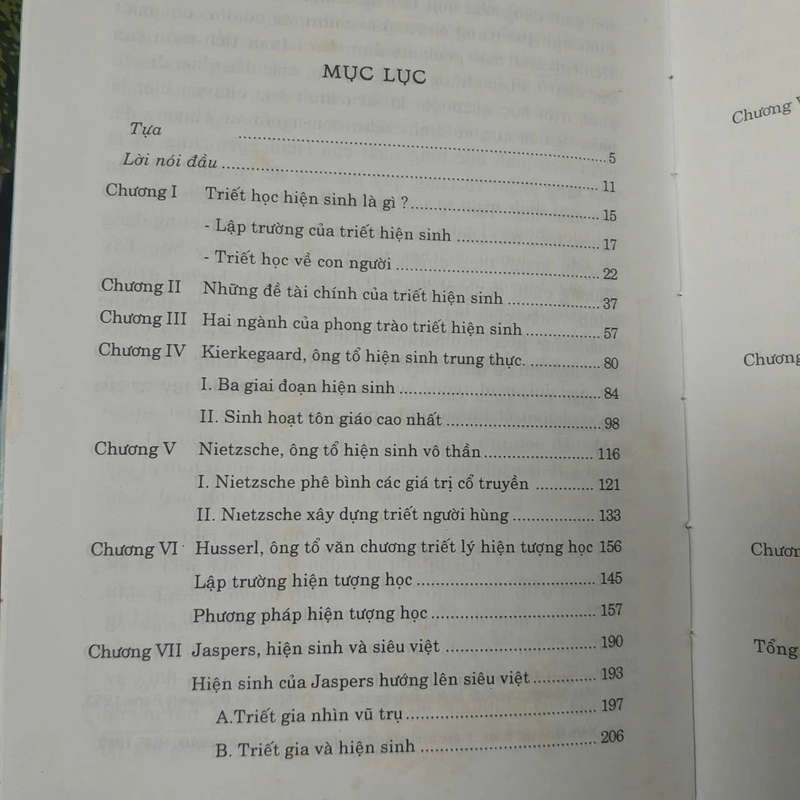 MỤC LỤC
Tựa ........ 5
Lời nói đầu ........ 11
Chương I Triết học hiện sinh là gì ? ........ 15
- Lập trường của triết hiện sinh ........ 17
- Triết học về con người ........ 22
Chương II Những đề tài chính của triết hiện sinh ........ 37
Chương III Hai ngành của phong trào triết hiện sinh ........ 57
Chương IV Kierkegaard, ông tổ hiện sinh trung thực. ........ 80
I. Ba giai đoạn hiện sinh ........ 84
II. Sinh hoạt tôn giáo cao nhất ........ 98
Chương V Nietzsche, ông tổ hiện sinh vô thần ........ 116
I. Nietzsche phê bình các giá trị cổ truyền ........ 121
II. Nietzsche xây dựng triết người hùng ........ 133
Chương VI Husserl, ông tổ văn chương triết lý hiện tượng học 156
Lập trường hiện tượng học ........ 145
Phương pháp hiện tượng học ........ 157
Chương VII Jaspers, hiện sinh và siêu việt ........ 190
Hiện sinh của Jaspers hướng lên siêu việt ........ 193
A.Triết gia nhìn vũ trụ ........ 197
B. Triết gia và hiện sinh ........ 206
Chương V
Chương
Chươn
Tổng